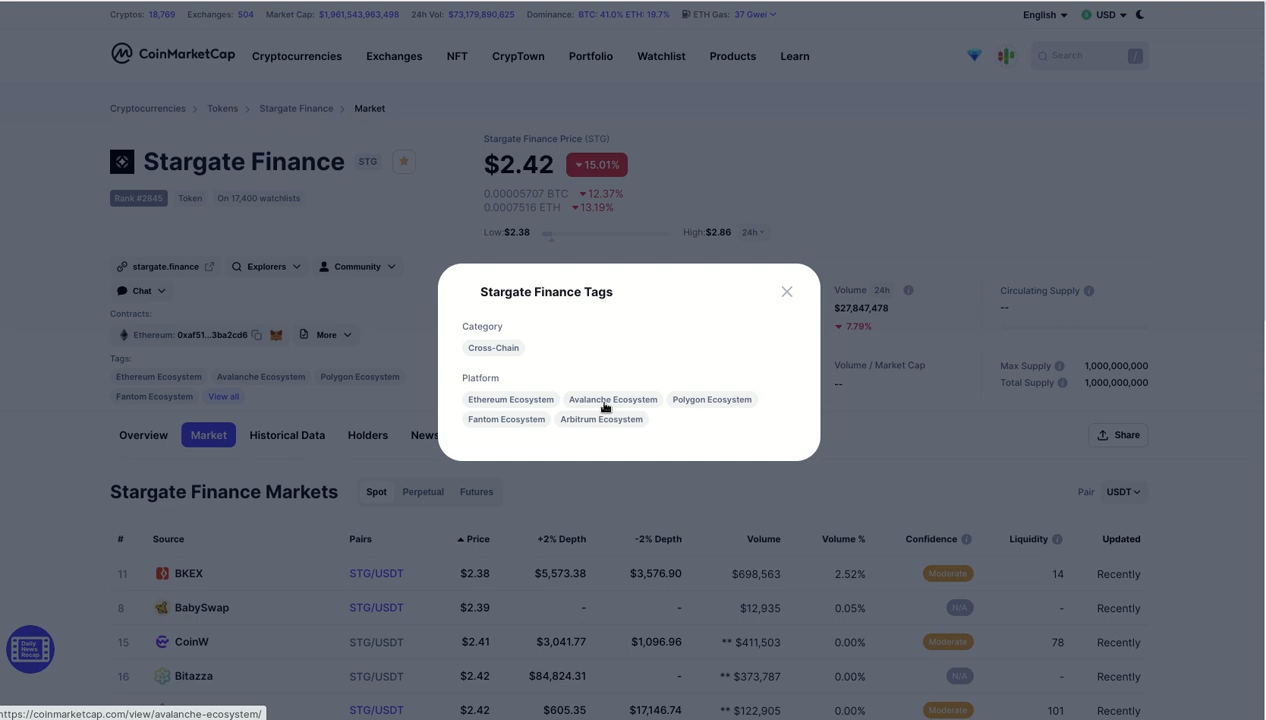 Cryptos: 18,769 Exchanges: 504 Market Cap: $1,961,543,963,498 24h Vol: $73,179,890,625 Dominance: BTC: 41.0% ETH: 19.7% ETH Gas: 37 Gwei English USD
CoinMarketCap Cryptocurrencies Exchanges NFT CrypTown Portfolio Watchlist Products Learn Search /
Cryptocurrencies Tokens Stargate Finance Market
Stargate Finance Price (STG)
Stargate Finance STG $2.42 15.01%
Rank #2845 Token On 17,400 watchlists 0.00005707 BTC 12.37%
0.0007516 ETH 13.19%
Low:$2.38 High:$2.86 24h
stargate.finance Explorers Community
Chat
Contracts:
Ethereum: 0xaf51...3ba2cd6 More
Tags:
Ethereum Ecosystem Avalanche Ecosystem Polygon Ecosystem
Fantom Ecosystem View all
Stargate Finance Tags
Category
Cross-Chain
Platform
Ethereum Ecosystem Avalanche Ecosystem Polygon Ecosystem
Fantom Ecosystem Arbitrum Ecosystem
Volume 24h
$27,847,478
7.79%
Volume / Market Cap
--
Circulating Supply
--
Max Supply 1,000,000,000
Total Supply 1,000,000,000
Overview Market Historical Data Holders News Share
Stargate Finance Markets Spot Perpetual Futures Pair USDT
# Source Pairs Price +2% Depth -2% Depth Volume Volume % Confidence Liquidity Updated
11 BKEX STG/USDT $2.38 $5,573.38 $3,576.90 $698,563 2.52% Moderate 14 Recently
8 BabySwap STG/USDT $2.39 - - $12,935 0.05% N/A - Recently
15 CoinW STG/USDT $2.41 $3,041.77 $1,096.96 ** $411,503 0.00% Moderate 78 Recently
16 Bitazza STG/USDT $2.42 $84,824.31 - ** $373,787 0.00% N/A - Recently
STG/USDT $2.42 $605.35 $17,146.74 ** $122,905 0.00% Moderate 101 Recently
Daily News Recap
https://coinmarketcap.com/view/avalanche-ecosystem/